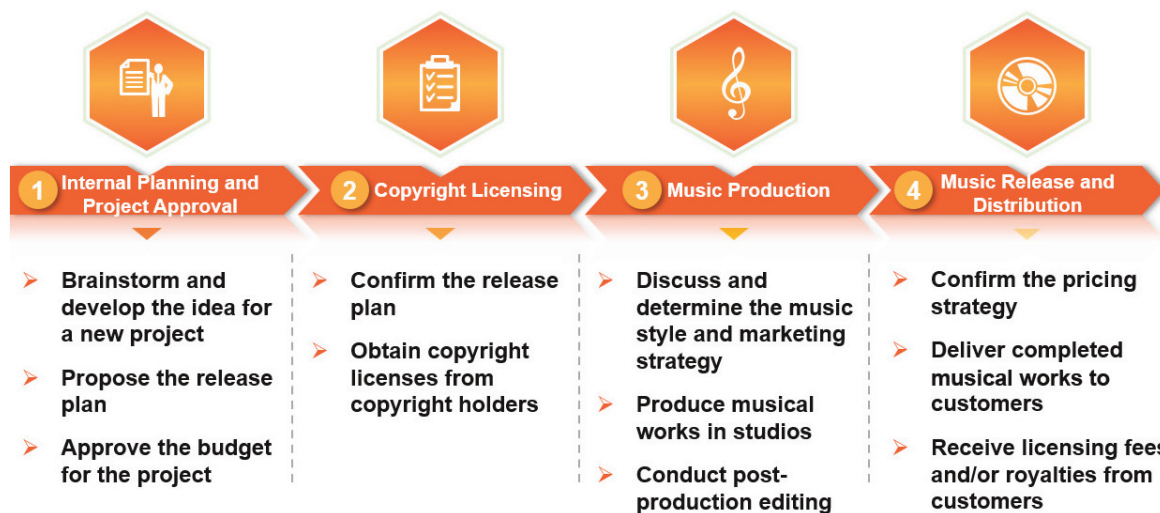 1
Internal Planning and
Project Approval
2
Copyright Licensing
3
Music Production
4
Music Release and
Distribution
Brainstorm and
develop the idea for
a new project
Propose the release
plan
Approve the budget
for the project
Confirm the release
plan
Obtain copyright
licenses from
copyright holders
Discuss and
determine the music
style and marketing
strategy
Produce musical
works in studios
Conduct post-
production editing
Confirm the pricing
strategy
Deliver completed
musical works to
customers
Receive licensing fees
and/or royalties from
customers